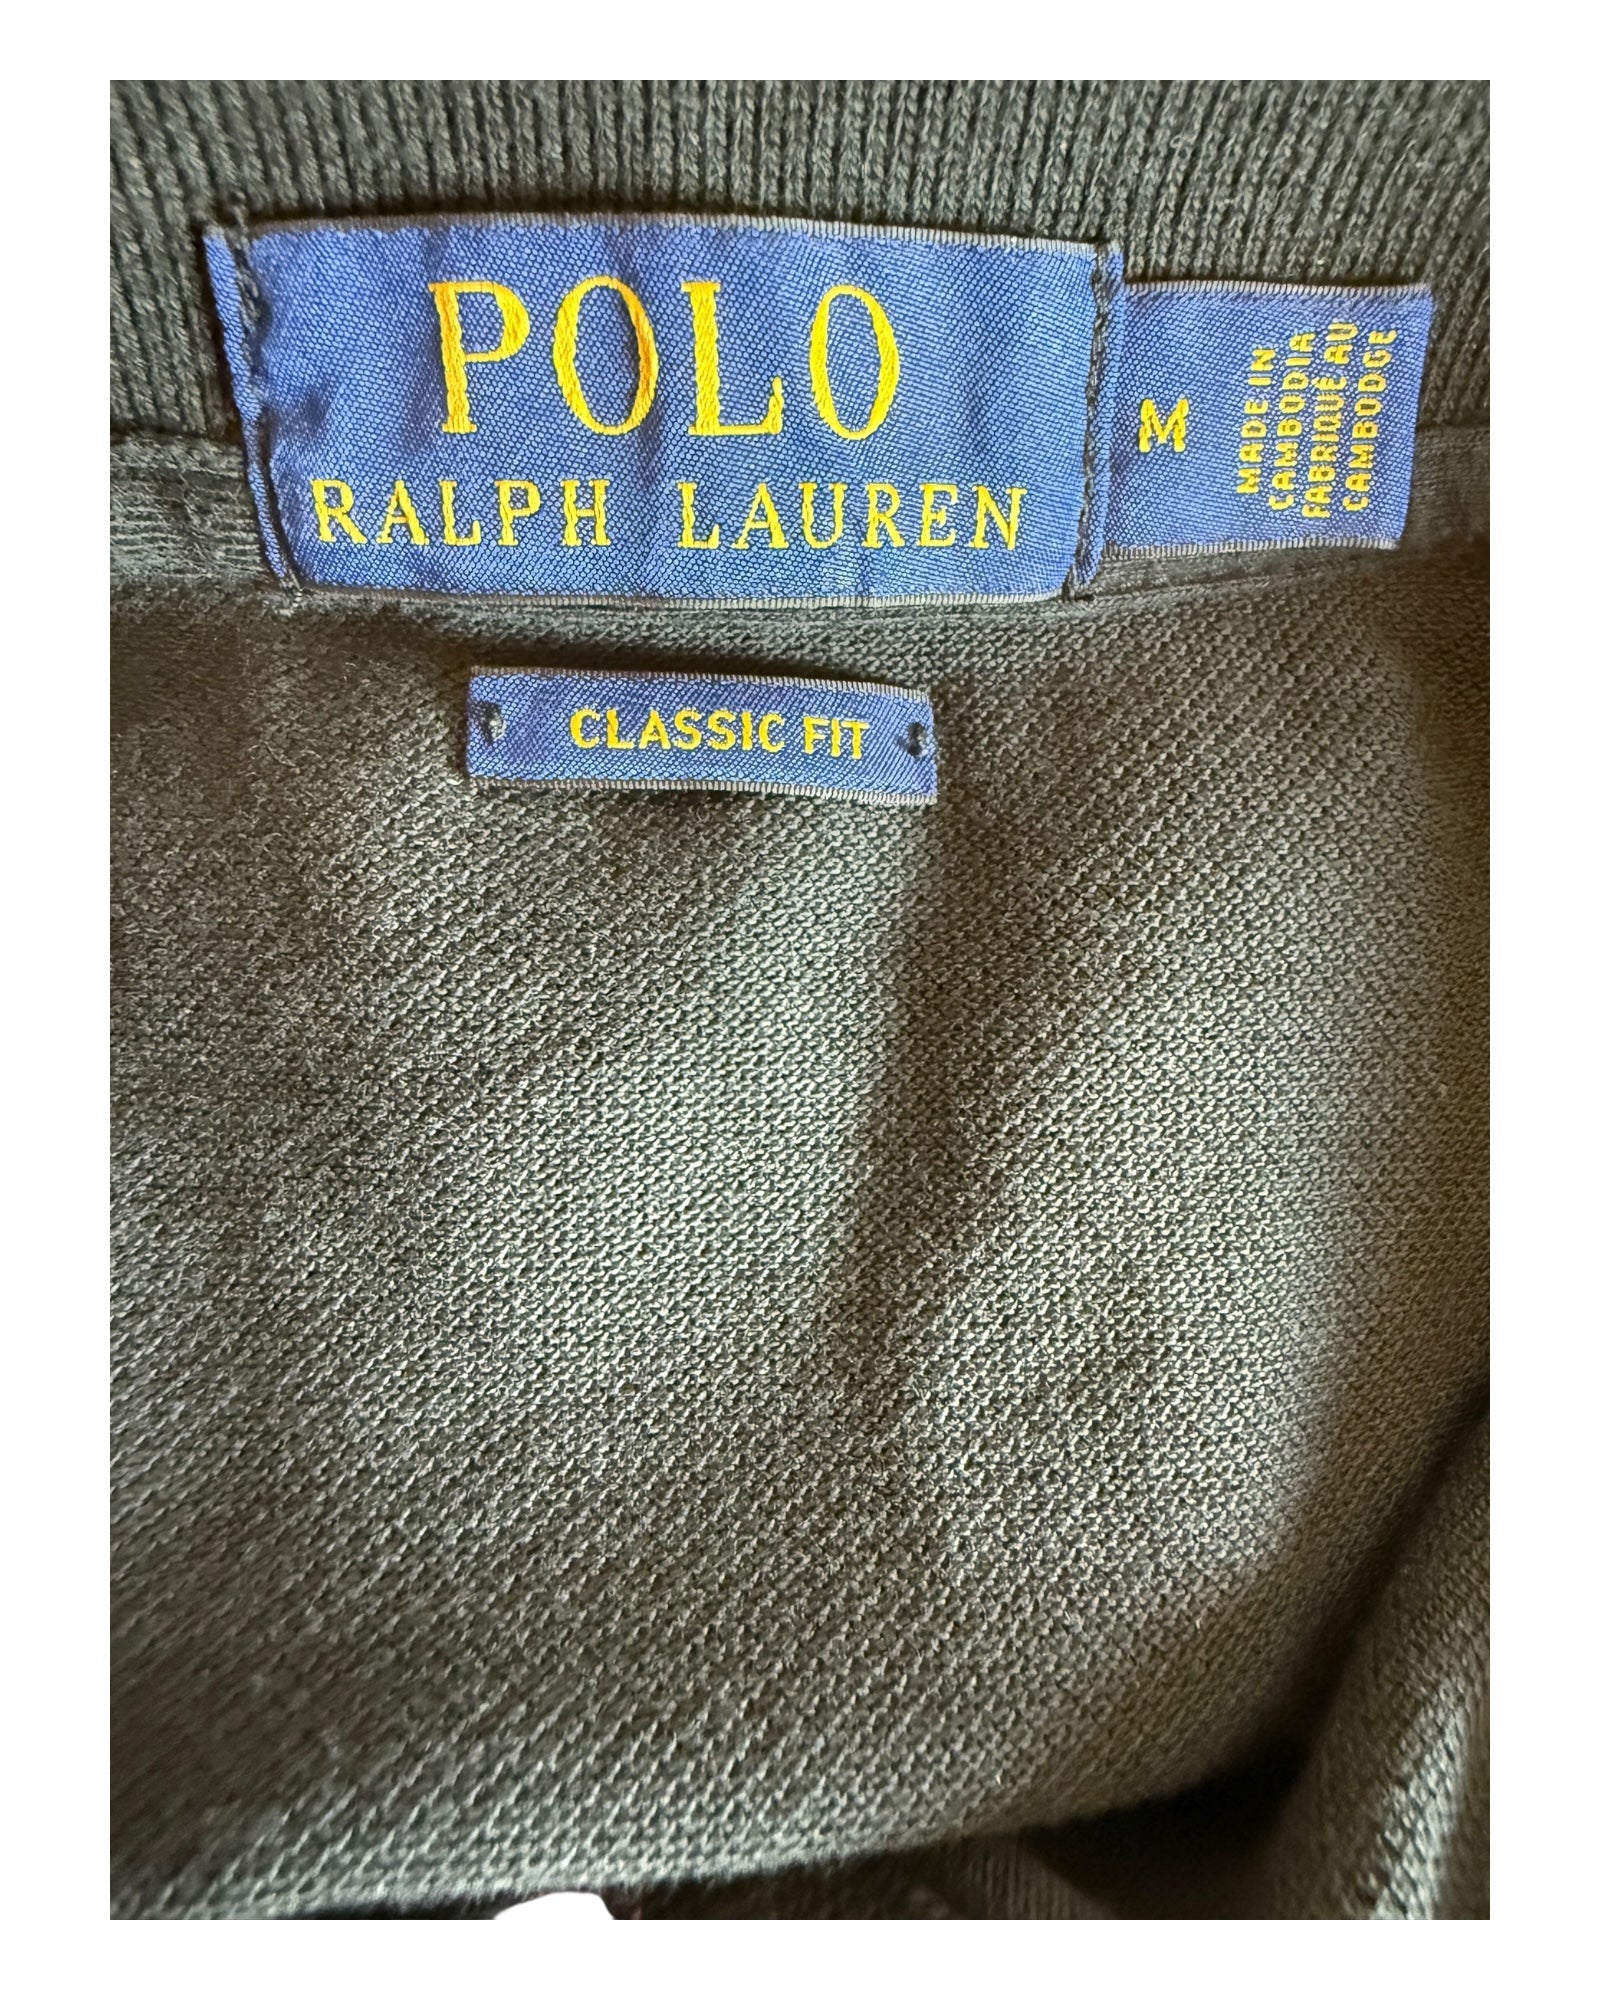 POLO
RALPH LAUREN
M
MADE IN
CAMBODIA
FABRIQUÉ AU
CAMBODGE
CLASSIC FIT